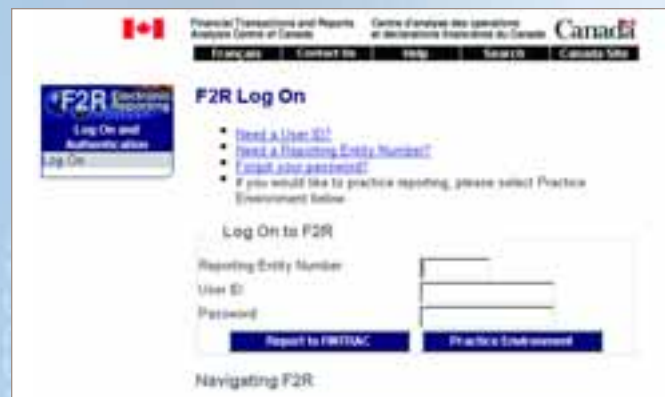 Financial Transactions and Reports Analysis Centre of Canada
Centre d'analyse des opérations et déclarations financières du Canada
Canada
Français Contact Us Help Search Canada Site
F2R Electronic Reporting
Log On and Authentication
Log On
F2R Log On
Need a User ID?
Need a Reporting Entity Number?
Forgot your password?
If you would like to practice reporting, please select Practice
Environment below.
Log On to F2R
Reporting Entity Number
User ID
Password
Report to FINTRAC Practice Environment
Navigating F2R